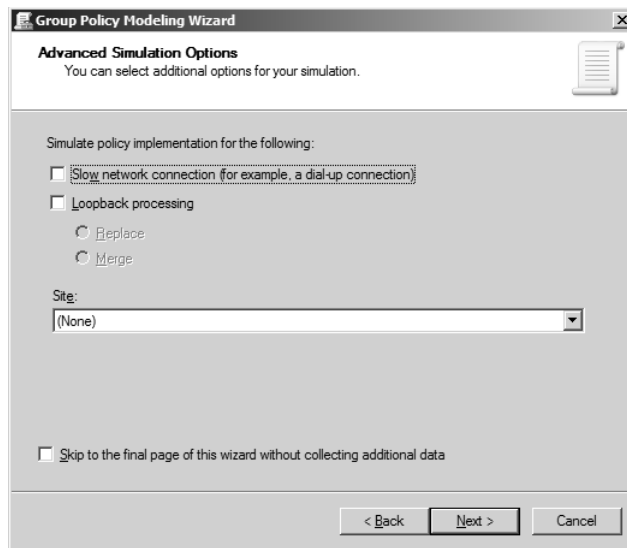 Group Policy Modeling Wizard
Advanced Simulation Options
You can select additional options for your simulation.
Simulate policy implementation for the following:
Slow network connection (for example, a dial-up connection)
Loopback processing
Replace
Merge
Site:
(None)
Skip to the final page of this wizard without collecting additional data
< Back Next > Cancel